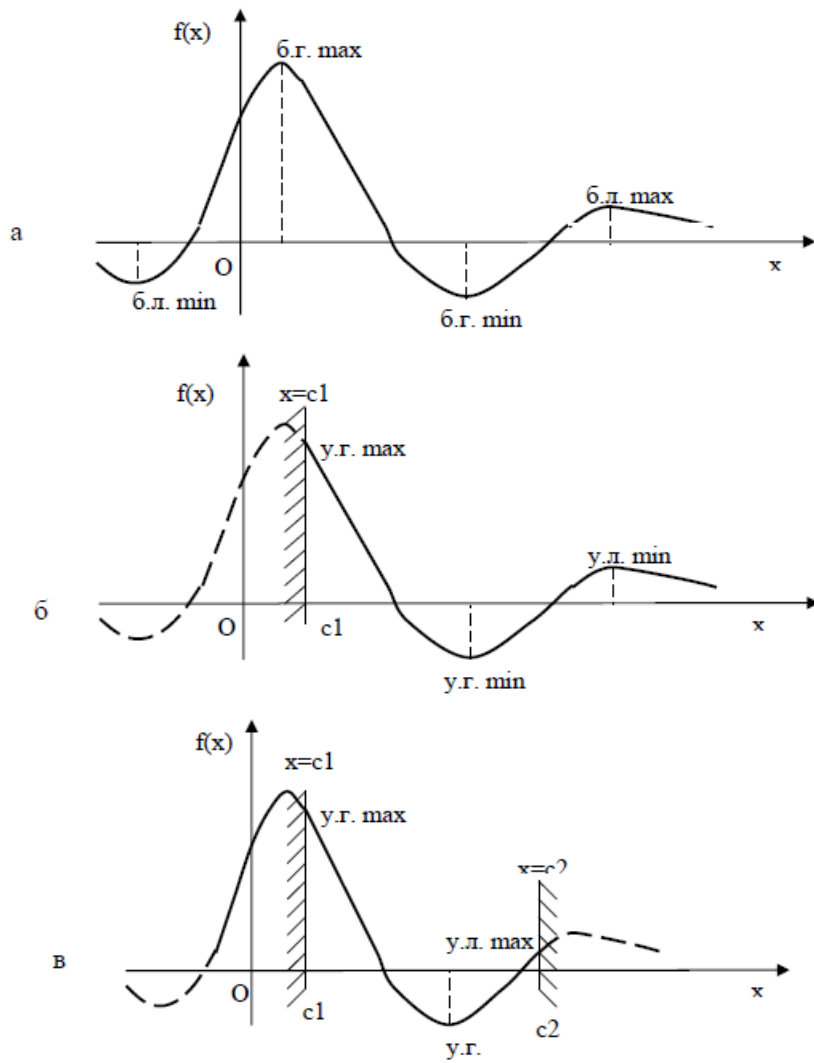 f(x)
б.г. max
б.л. max
а
O
x
б.л. min
б.г. min
f(x)
x=c1
у.г. max
у.л. min
б
O
c1
x
у.г. min
f(x)
x=c1
у.г. max
x=c2
у.л. max
в
O
c1
x
c2
у.г.